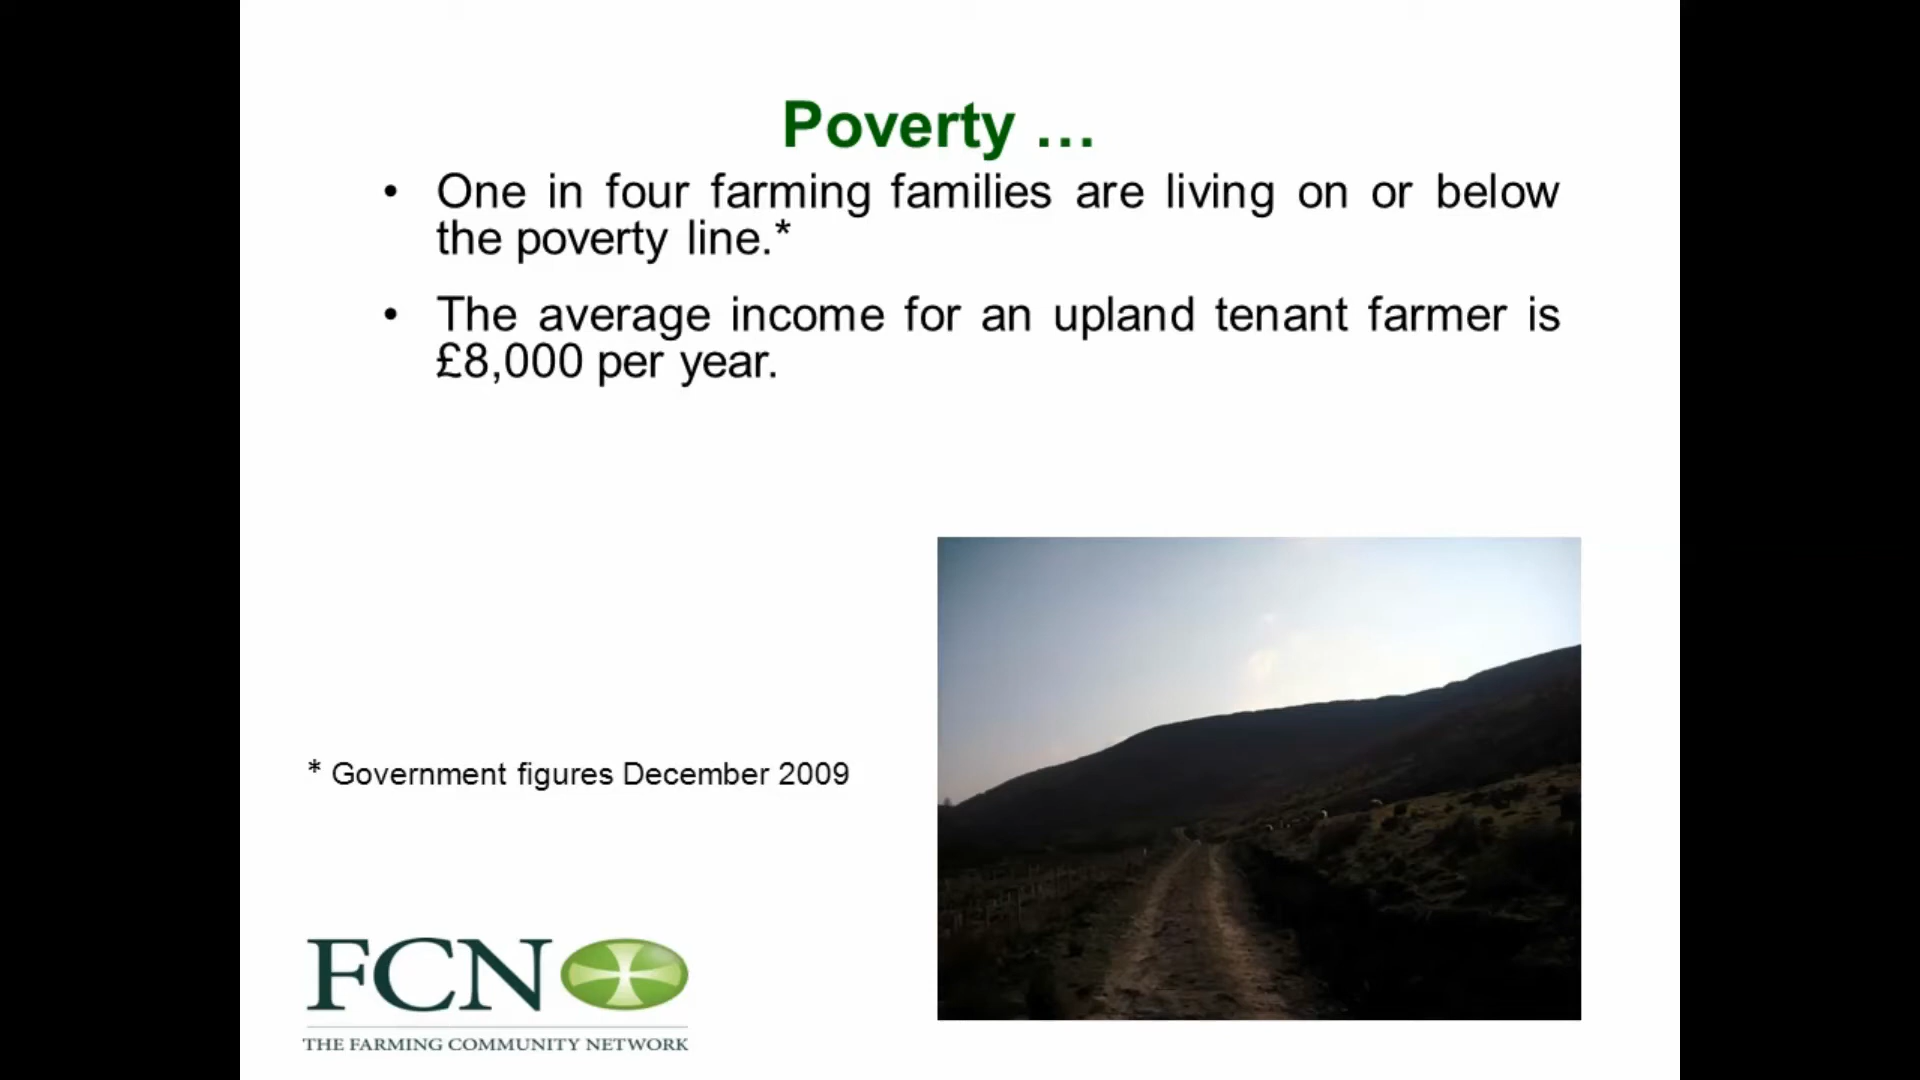 Poverty ...
• One in four farming families are living on or below
the poverty line.*
• The average income for an upland tenant farmer is
£8,000 per year.
* Government figures December 2009
FCN
THE FARMING COMMUNITY NETWORK